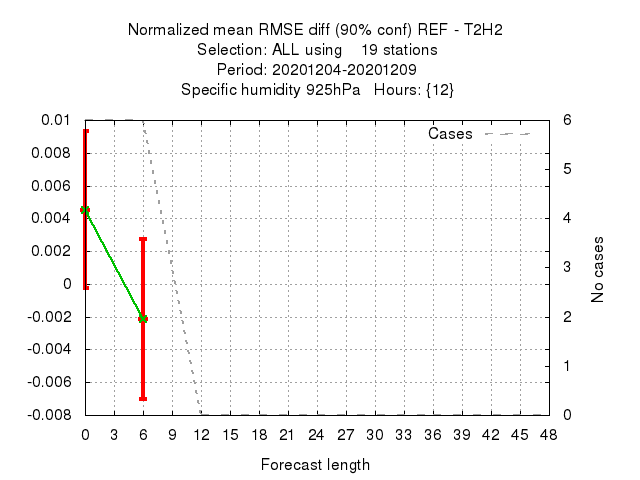 Normalized mean RMSE diff (90% conf) REF - T2H2
Selection: ALL using 19 stations
Period: 20201204-20201209
Specific humidity 925hPa Hours: {12}
Cases
0.01
0.008
0.006
0.004
0.002
0
-0.002
-0.004
-0.006
-0.008
6
5
4
3
2
1
0
No cases
0 3 6 9 12 15 18 21 24 27 30 33 36 39 42 45 48
Forecast length